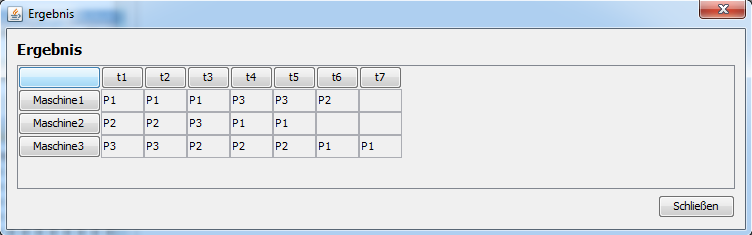 Ergebnis
Ergebnis
t1 t2 t3 t4 t5 t6 t7
Maschine1 P1 P1 P1 P3 P3 P2
Maschine2 P2 P2 P3 P1 P1
Maschine3 P3 P3 P2 P2 P2 P1 P1
Schließen